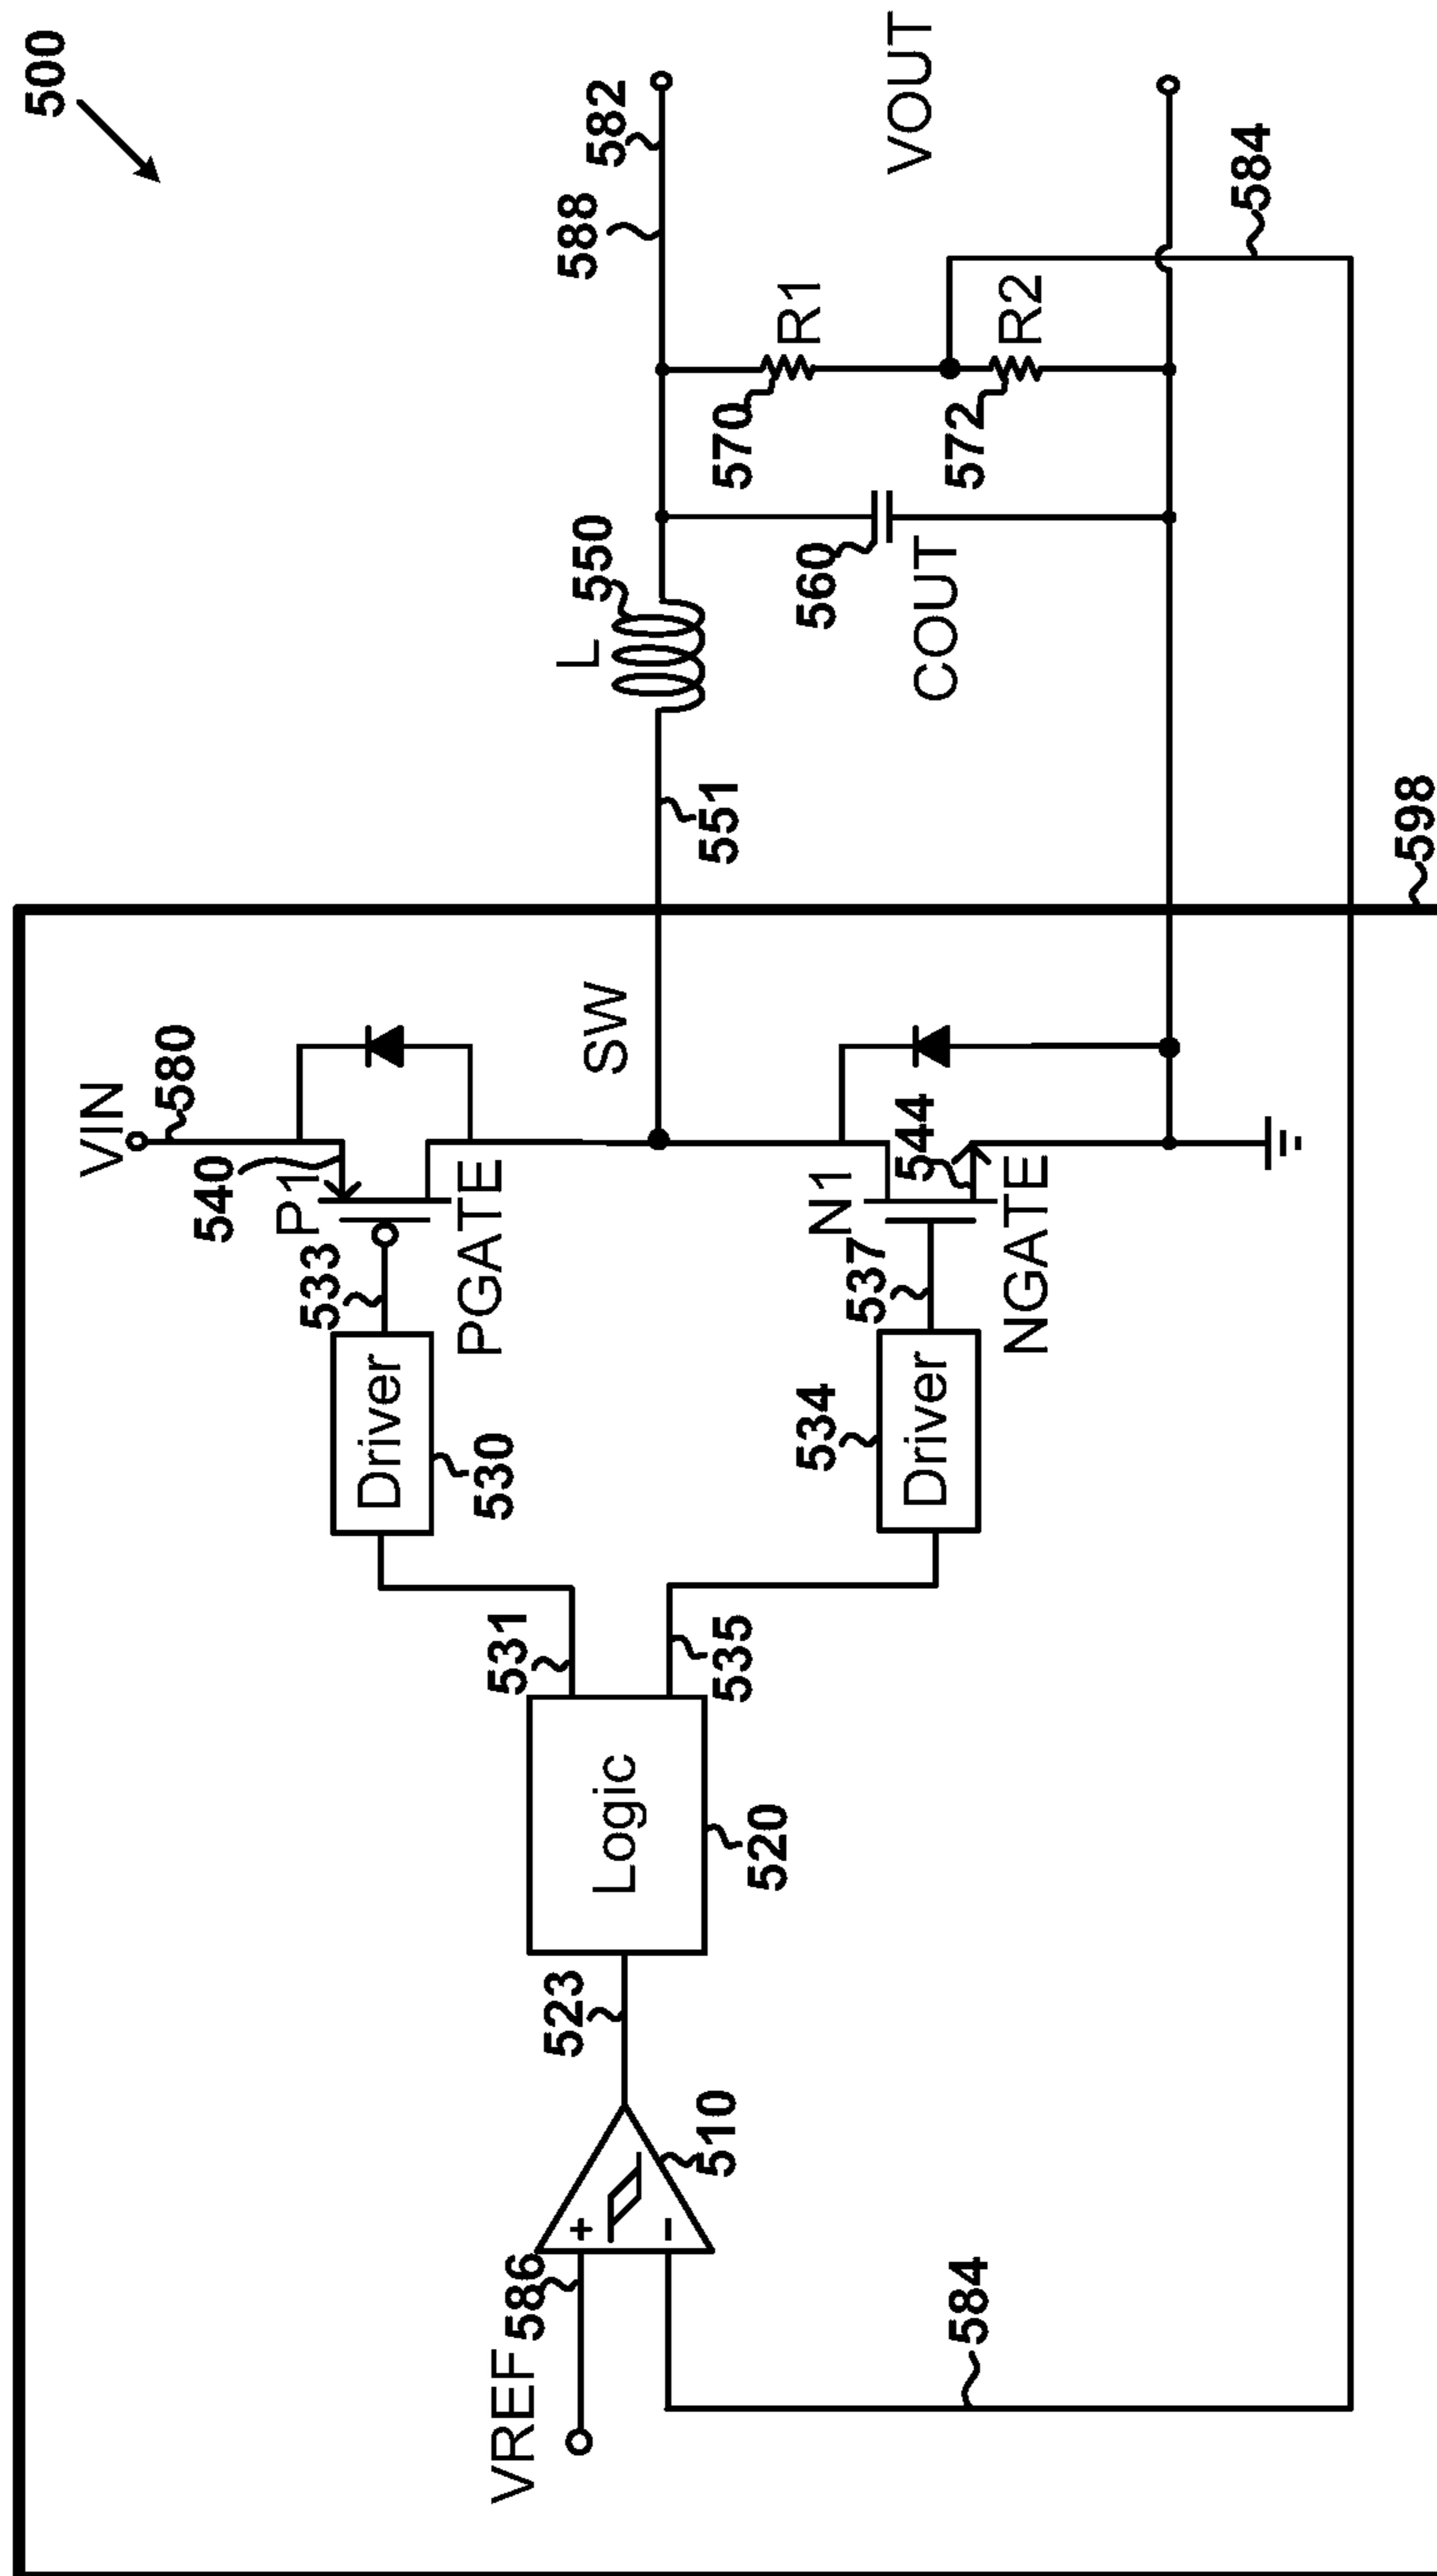 500
VIN
580
540
P1
533
PGATE
Driver
530
531
SW
551
L
550
588
582
570
R1
560
COUT
572
R2
VOUT
584
VREF
586
510
523
Logic
520
535
534
Driver
537
N1
544
NGATE
584
598